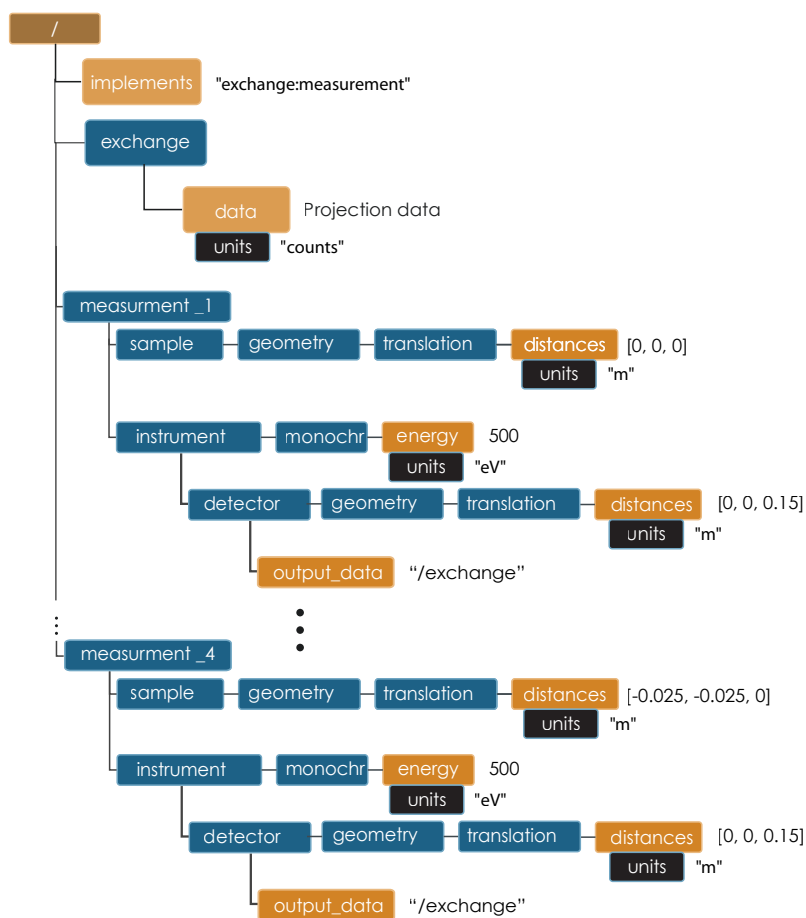 /
implements "exchange:measurement"
exchange
data Projection data
units "counts"
measurment _1
sample geometry translation distances [0, 0, 0]
units "m"
instrument monochr energy 500
units "eV"
detector geometry translation distances [0, 0, 0.15]
units "m"
output_data “/exchange”
measurment _4
sample geometry translation distances [-0.025, -0.025, 0]
units "m"
instrument monochr energy 500
units "eV"
detector geometry translation distances [0, 0, 0.15]
units "m"
output_data “/exchange”